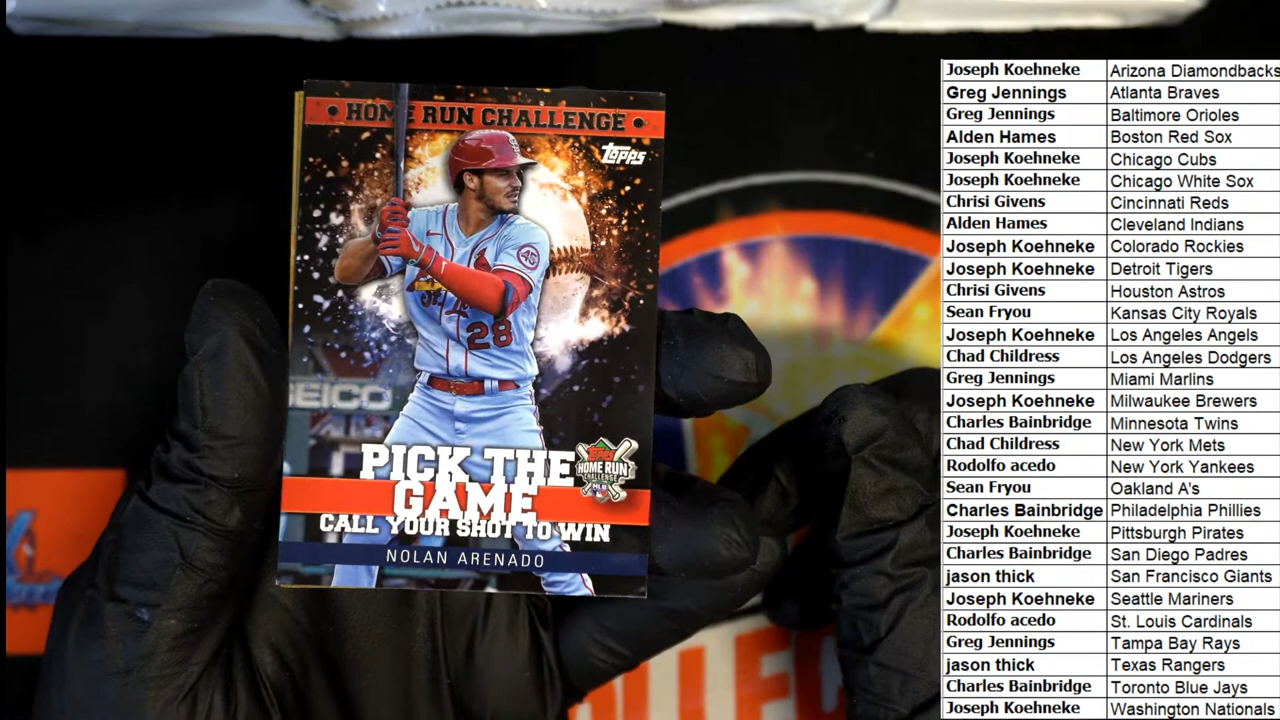 HOME RUN CHALLENGE
Topps
45
St. L
28
GEICO
PICK THE
GAME
CALL YOUR SHOT TO WIN
Topps
HOME RUN
CHALLENGE
MLB
NOLAN ARENADO
Joseph Koehneke Arizona Diamondbacks
Greg Jennings Atlanta Braves
Greg Jennings Baltimore Orioles
Alden Hames Boston Red Sox
Joseph Koehneke Chicago Cubs
Joseph Koehneke Chicago White Sox
Chrisi Givens Cincinnati Reds
Alden Hames Cleveland Indians
Joseph Koehneke Colorado Rockies
Joseph Koehneke Detroit Tigers
Chrisi Givens Houston Astros
Sean Fryou Kansas City Royals
Joseph Koehneke Los Angeles Angels
Chad Childress Los Angeles Dodgers
Greg Jennings Miami Marlins
Joseph Koehneke Milwaukee Brewers
Charles Bainbridge Minnesota Twins
Chad Childress New York Mets
Rodolfo acedo New York Yankees
Sean Fryou Oakland A's
Charles Bainbridge Philadelphia Phillies
Joseph Koehneke Pittsburgh Pirates
Charles Bainbridge San Diego Padres
jason thick San Francisco Giants
Joseph Koehneke Seattle Mariners
Rodolfo acedo St. Louis Cardinals
Greg Jennings Tampa Bay Rays
jason thick Texas Rangers
Charles Bainbridge Toronto Blue Jays
Joseph Koehneke Washington Nationals